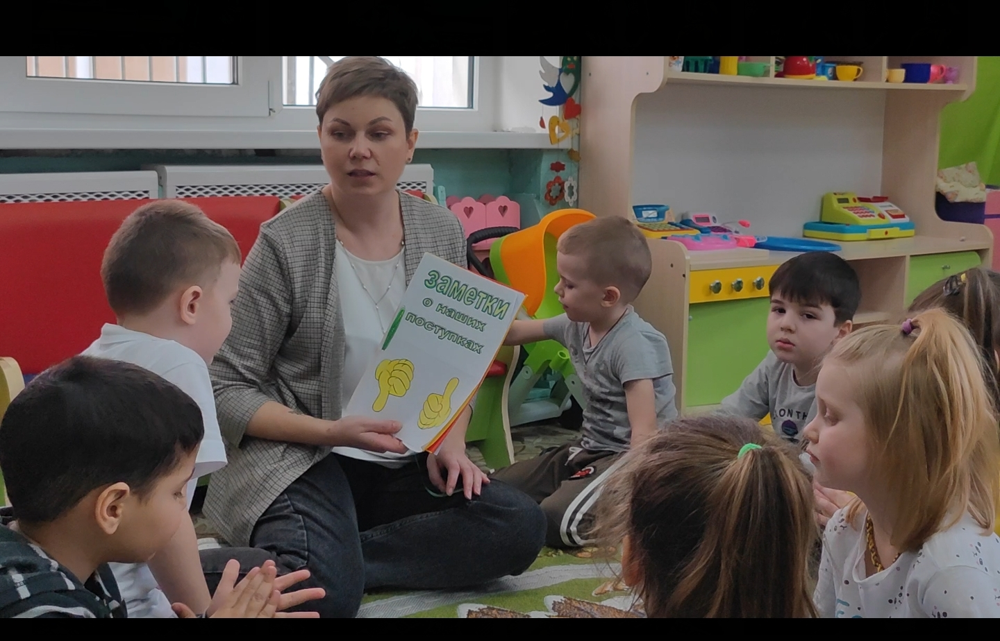 заметки
о наших
поступках